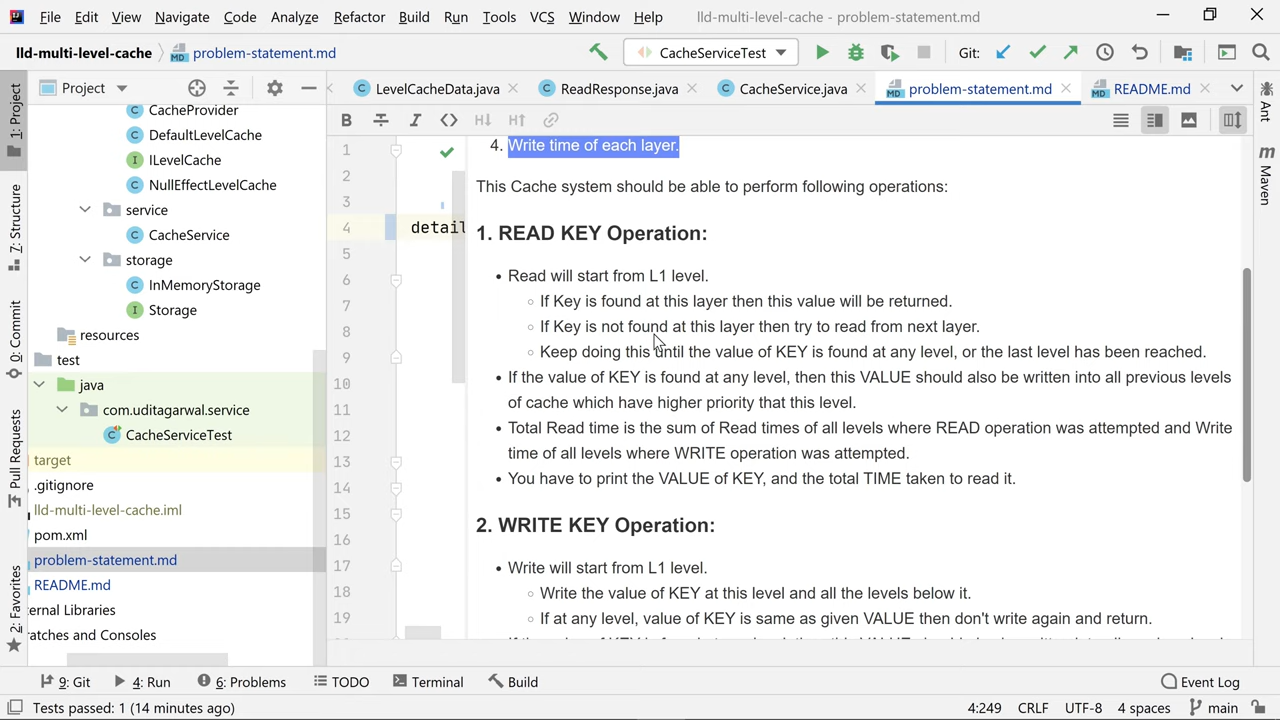 File Edit View Navigate Code Analyze Refactor Build Run Tools VCS Window Help lld-multi-level-cache - problem-statement.md
lld-multi-level-cache problem-statement.md CacheServiceTest Git:
Project LevelCacheData.java ReadResponse.java CacheService.java problem-statement.md README.md
1: Project
7: Structure
0: Commit
Pull Requests
2: Favorites
CacheProvider
DefaultLevelCache
ILevelCache
NullEffectLevelCache
service
CacheService
storage
InMemoryStorage
Storage
resources
test
java
com.uditagarwal.service
CacheServiceTest
target
.gitignore
lld-multi-level-cache.iml
pom.xml
problem-statement.md
README.md
ernal Libraries
ratches and Consoles
1
2
3
4 detail
5
6
7
8
9
10
11
12
13
14
15
16
17
18
19
4. Write time of each layer.
This Cache system should be able to perform following operations:
1. READ KEY Operation:
• Read will start from L1 level.
◦ If Key is found at this layer then this value will be returned.
◦ If Key is not found at this layer then try to read from next layer.
◦ Keep doing this until the value of KEY is found at any level, or the last level has been reached.
• If the value of KEY is found at any level, then this VALUE should also be written into all previous levels
of cache which have higher priority that this level.
• Total Read time is the sum of Read times of all levels where READ operation was attempted and Write
time of all levels where WRITE operation was attempted.
• You have to print the VALUE of KEY, and the total TIME taken to read it.
2. WRITE KEY Operation:
• Write will start from L1 level.
◦ Write the value of KEY at this level and all the levels below it.
◦ If at any level, value of KEY is same as given VALUE then don't write again and return.
Ant
Maven
9: Git 4: Run 6: Problems TODO Terminal Build Event Log
Tests passed: 1 (14 minutes ago) 4:249 CRLF UTF-8 4 spaces main